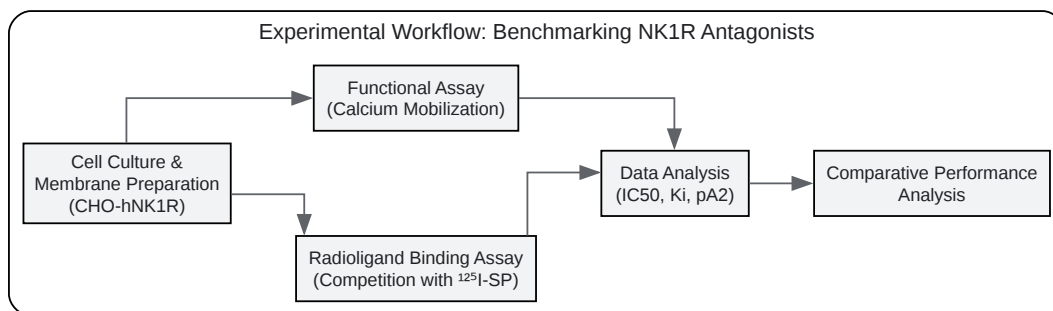 Experimental Workflow: Benchmarking NK1R Antagonists
Functional Assay
(Calcium Mobilization)
Cell Culture &
Membrane Preparation
(CHO-hNK1R)
Data Analysis
(IC50, Ki, pA2)
Comparative Performance
Analysis
Radioligand Binding Assay
(Competition with ¹²⁵I-SP)